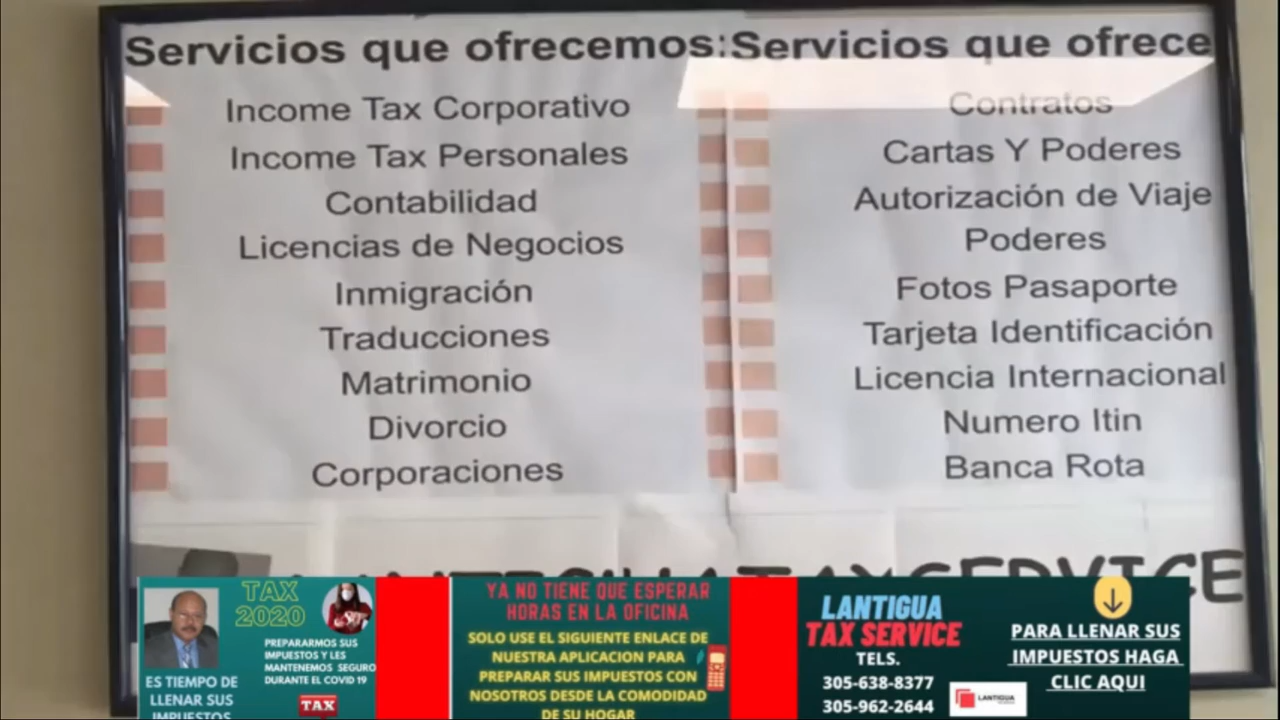 Servicios que ofrecemos:
Income Tax Corporativo
Income Tax Personales
Contabilidad
Licencias de Negocios
Inmigración
Traducciones
Matrimonio
Divorcio
Corporaciones
Servicios que ofrece
Contratos
Cartas Y Poderes
Autorización de Viaje
Poderes
Fotos Pasaporte
Tarjeta Identificación
Licencia Internacional
Numero Itin
Banca Rota
TAX SERVICE
TAX
2020
PREPARARMOS SUS
IMPUESTOS Y LES
MANTENEMOS SEGURO
DURANTE EL COVID 19
ES TIEMPO DE
LLENAR SUS
IMPUESTOS
TAX
YA NO TIENE QUE ESPERAR
HORAS EN LA OFICINA
SOLO USE EL SIGUIENTE ENLACE DE
NUESTRA APLICACION PARA
PREPARAR SUS IMPUESTOS CON
NOSOTROS DESDE LA COMODIDAD
DE SU HOGAR
LANTIGUA
TAX SERVICE
TELS.
305-638-8377
305-962-2644
LANTIGUA
PARA LLENAR SUS
IMPUESTOS HAGA
CLIC AQUI